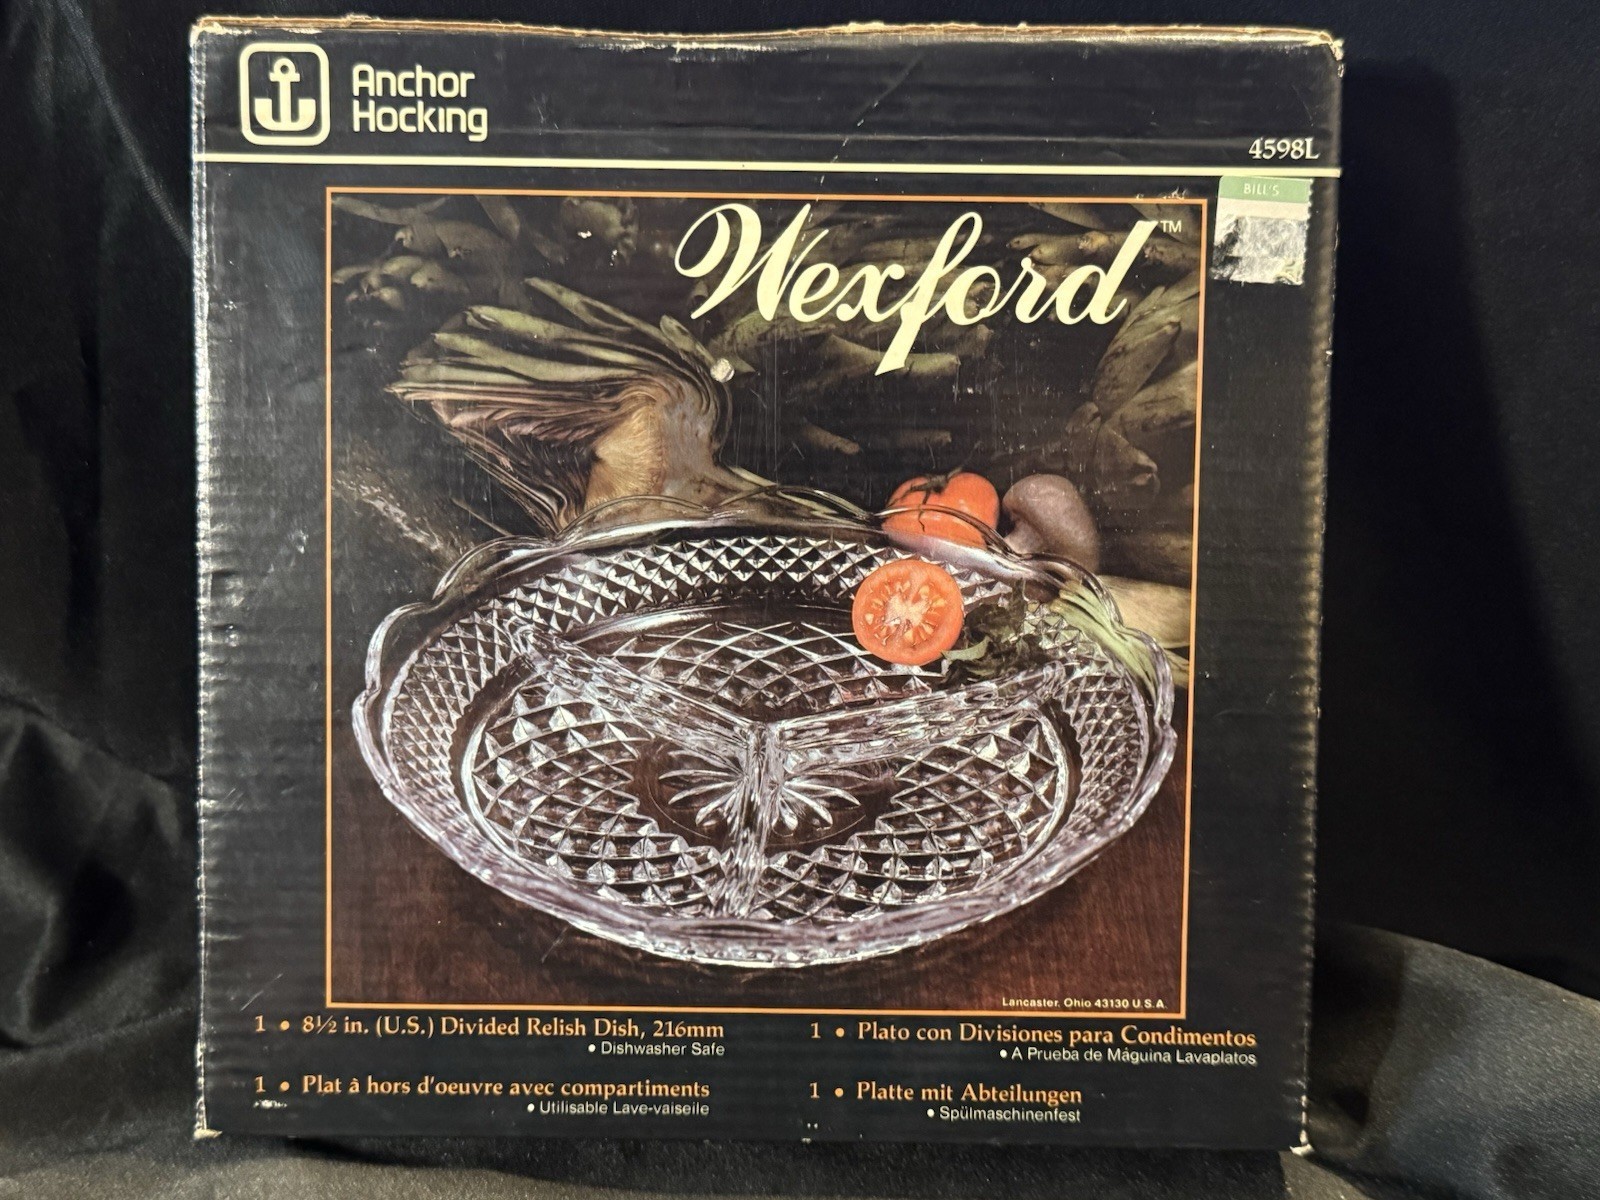 Anchor
Hocking
4598L
BILL'S
Wexford™
Lancaster, Ohio 43130 U.S.A.
1 • 8½ in. (U.S.) Divided Relish Dish, 216mm
• Dishwasher Safe
1 • Plato con Divisiones para Condimentos
• A Prueba de Máguina Lavaplatos
1 • Plat à hors d'oeuvre avec compartiments
• Utilisable Lave-vaiseile
1 • Platte mit Abteilungen
• Spülmaschinenfest